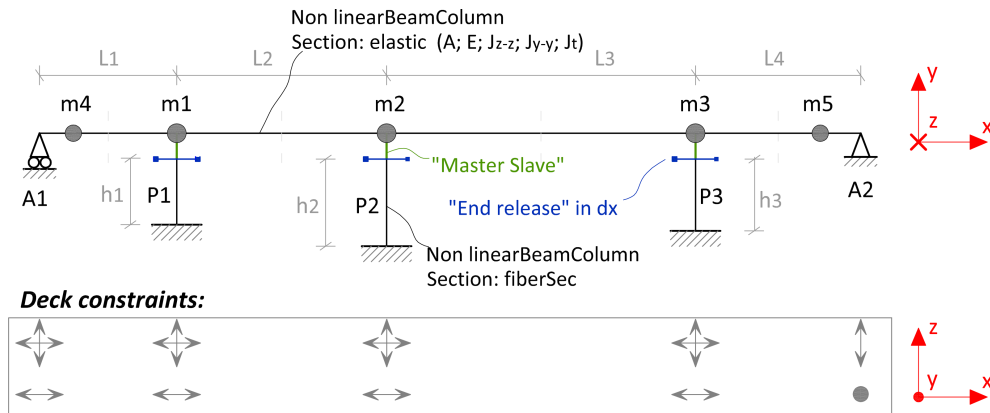 Non linearBeamColumn
Section: elastic (A; E; Jz-z; Jy-y; Jt)
L1
L2
L3
L4
y
m4
m1
m2
m3
m5
z
x
"Master Slave"
A1
h1
P1
h2
P2
"End release" in dx
P3
h3
A2
Non linearBeamColumn
Section: fiberSec
Deck constraints:
z
y
x